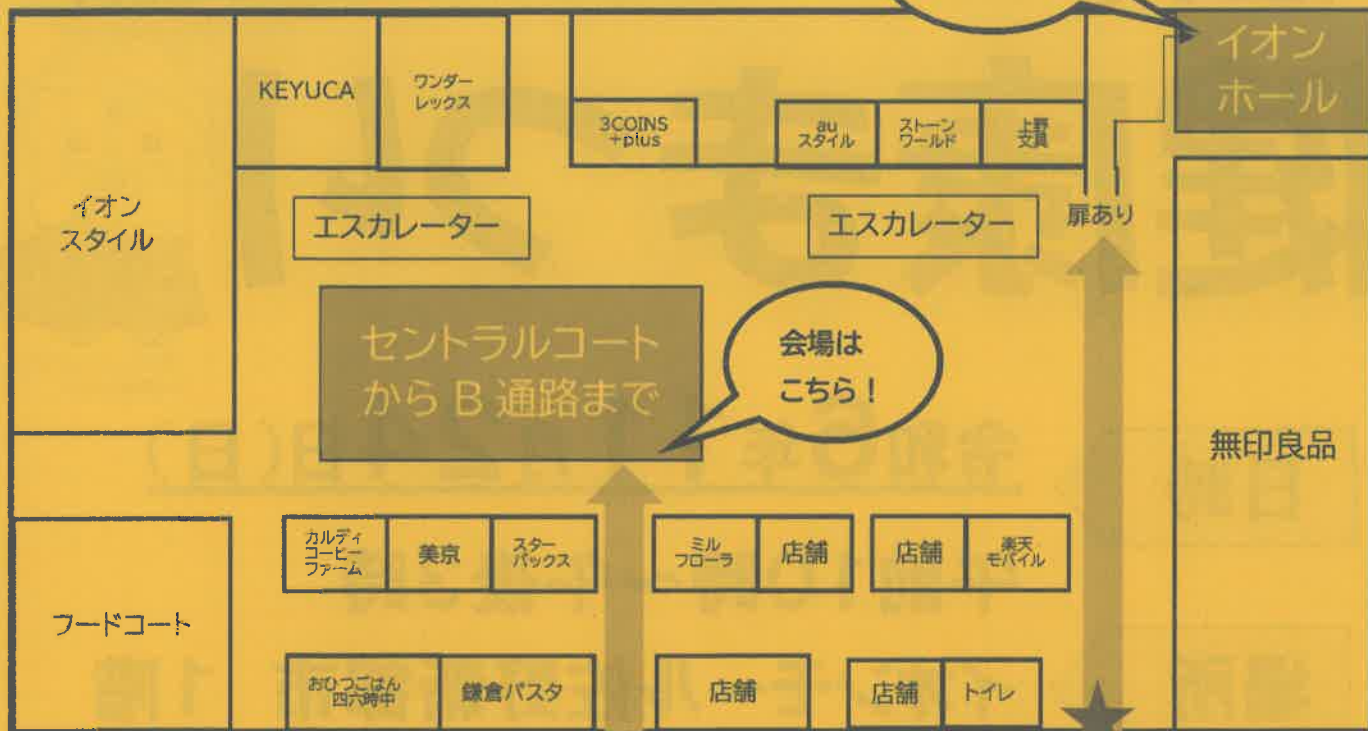 イオン
ホール
KEYUCA
ワンダー
レックス
3COINS
+plus
au
スタイル
ストーン
ワールド
上野
文具
イオン
スタイル
エスカレーター
エスカレーター
扉あり
セントラルコート
から B 通路まで
会場は
こちら！
無印良品
カルディ
コーヒー
ファーム
美京
スター
バックス
ミル
フローラ
店舗
店舗
楽天
モバイル
フードコート
おひつごはん
四六時中
鎌倉パスタ
店舗
店舗
トイレ